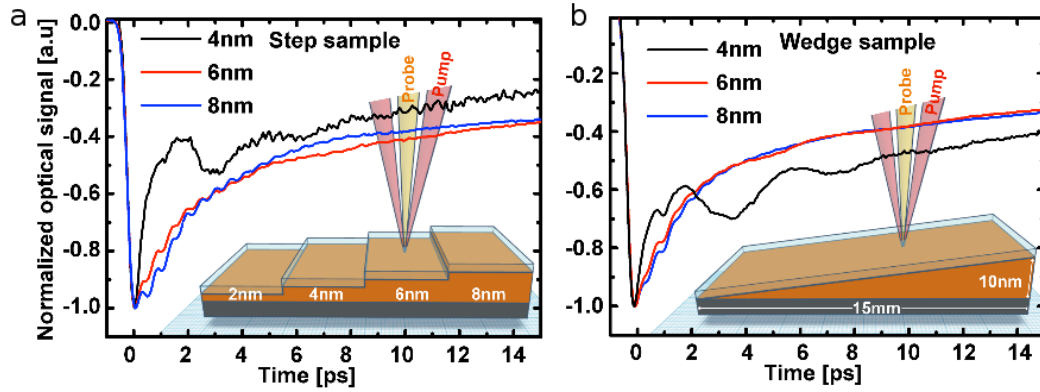 a
Normalized optical signal [a.u]
0.0
-0.2
-0.4
-0.6
-0.8
-1.0
4nm
6nm
8nm
Step sample
Probe
Pump
2nm
4nm
6nm
8nm
0 2 4 6 8 10 12 14
Time [ps]
b
0.0
-0.2
-0.4
-0.6
-0.8
-1.0
4nm
6nm
8nm
Wedge sample
Probe
Pump
10nm
15mm
0 2 4 6 8 10 12 14
Time [ps]